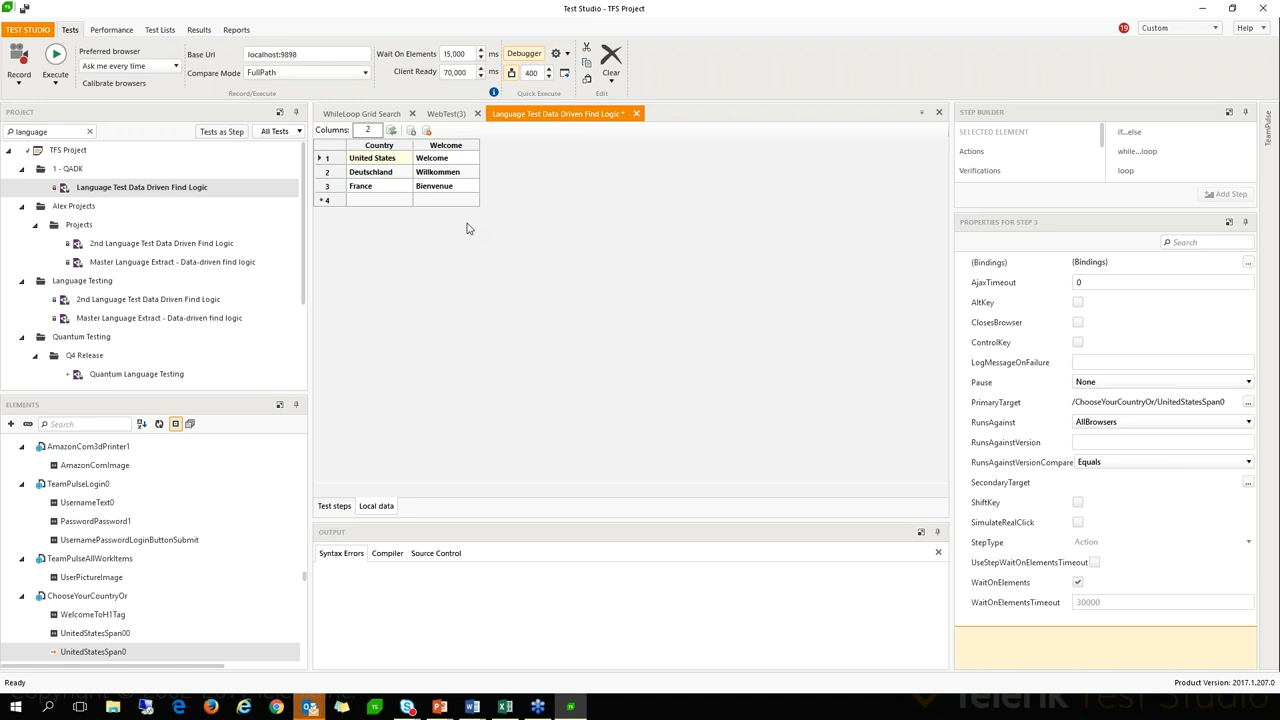 Test Studio - TFS Project
TEST STUDIO Tests Performance Test Lists Results Reports
19 Custom Help
Record
Execute
Preferred browser
Ask me every time
Calibrate browsers
Base Url localhost:9898
Compare Mode FullPath
Record/Execute
Wait On Elements 15,000 ms
Client Ready 70,000 ms
Debugger
400
Quick Execute
Clear
Edit
PROJECT
language
Tests as Step All Tests
TFS Project
1 - QADK
Language Test Data Driven Find Logic
Alex Projects
Projects
2nd Language Test Data Driven Find Logic
Master Language Extract - Data-driven find logic
Language Testing
2nd Language Test Data Driven Find Logic
Master Language Extract - Data-driven find logic
Quantum Testing
Q4 Release
Quantum Language Testing
ELEMENTS
Search
AmazonCom3dPrinter1
AmazonComImage
TeamPulseLogin0
UsernameText0
PasswordPassword1
UsernamePasswordLoginButtonSubmit
TeamPulseAllWorkItems
UserPictureImage
ChooseYourCountryOr
WelcomeToH1Tag
UnitedStatesSpan00
UnitedStatesSpan0
WhileLoop Grid Search WebTest(3) Language Test Data Driven Find Logic *
Columns: 2
Country Welcome
1 United States Welcome
2 Deutschland Willkommen
3 France Bienvenue
* 4
Test steps Local data
OUTPUT
Syntax Errors Compiler Source Control
STEP BUILDER
SELECTED ELEMENT if...else
Actions while...loop
Verifications loop
Add Step
PROPERTIES FOR STEP 3
Search
(Bindings) (Bindings) ...
AjaxTimeout 0
AltKey
ClosesBrowser
ControlKey
LogMessageOnFailure
Pause None
PrimaryTarget /ChooseYourCountryOr/UnitedStatesSpan0 ...
RunsAgainst AllBrowsers
RunsAgainstVersion
RunsAgainstVersionCompare Equals
SecondaryTarget ...
ShiftKey
SimulateRealClick
StepType Action
UseStepWaitOnElementsTimeout
WaitOnElements
WaitOnElementsTimeout 30000
TeamPulse
Ready
Product Version: 2017.1.207.0
Telerik Test Studio